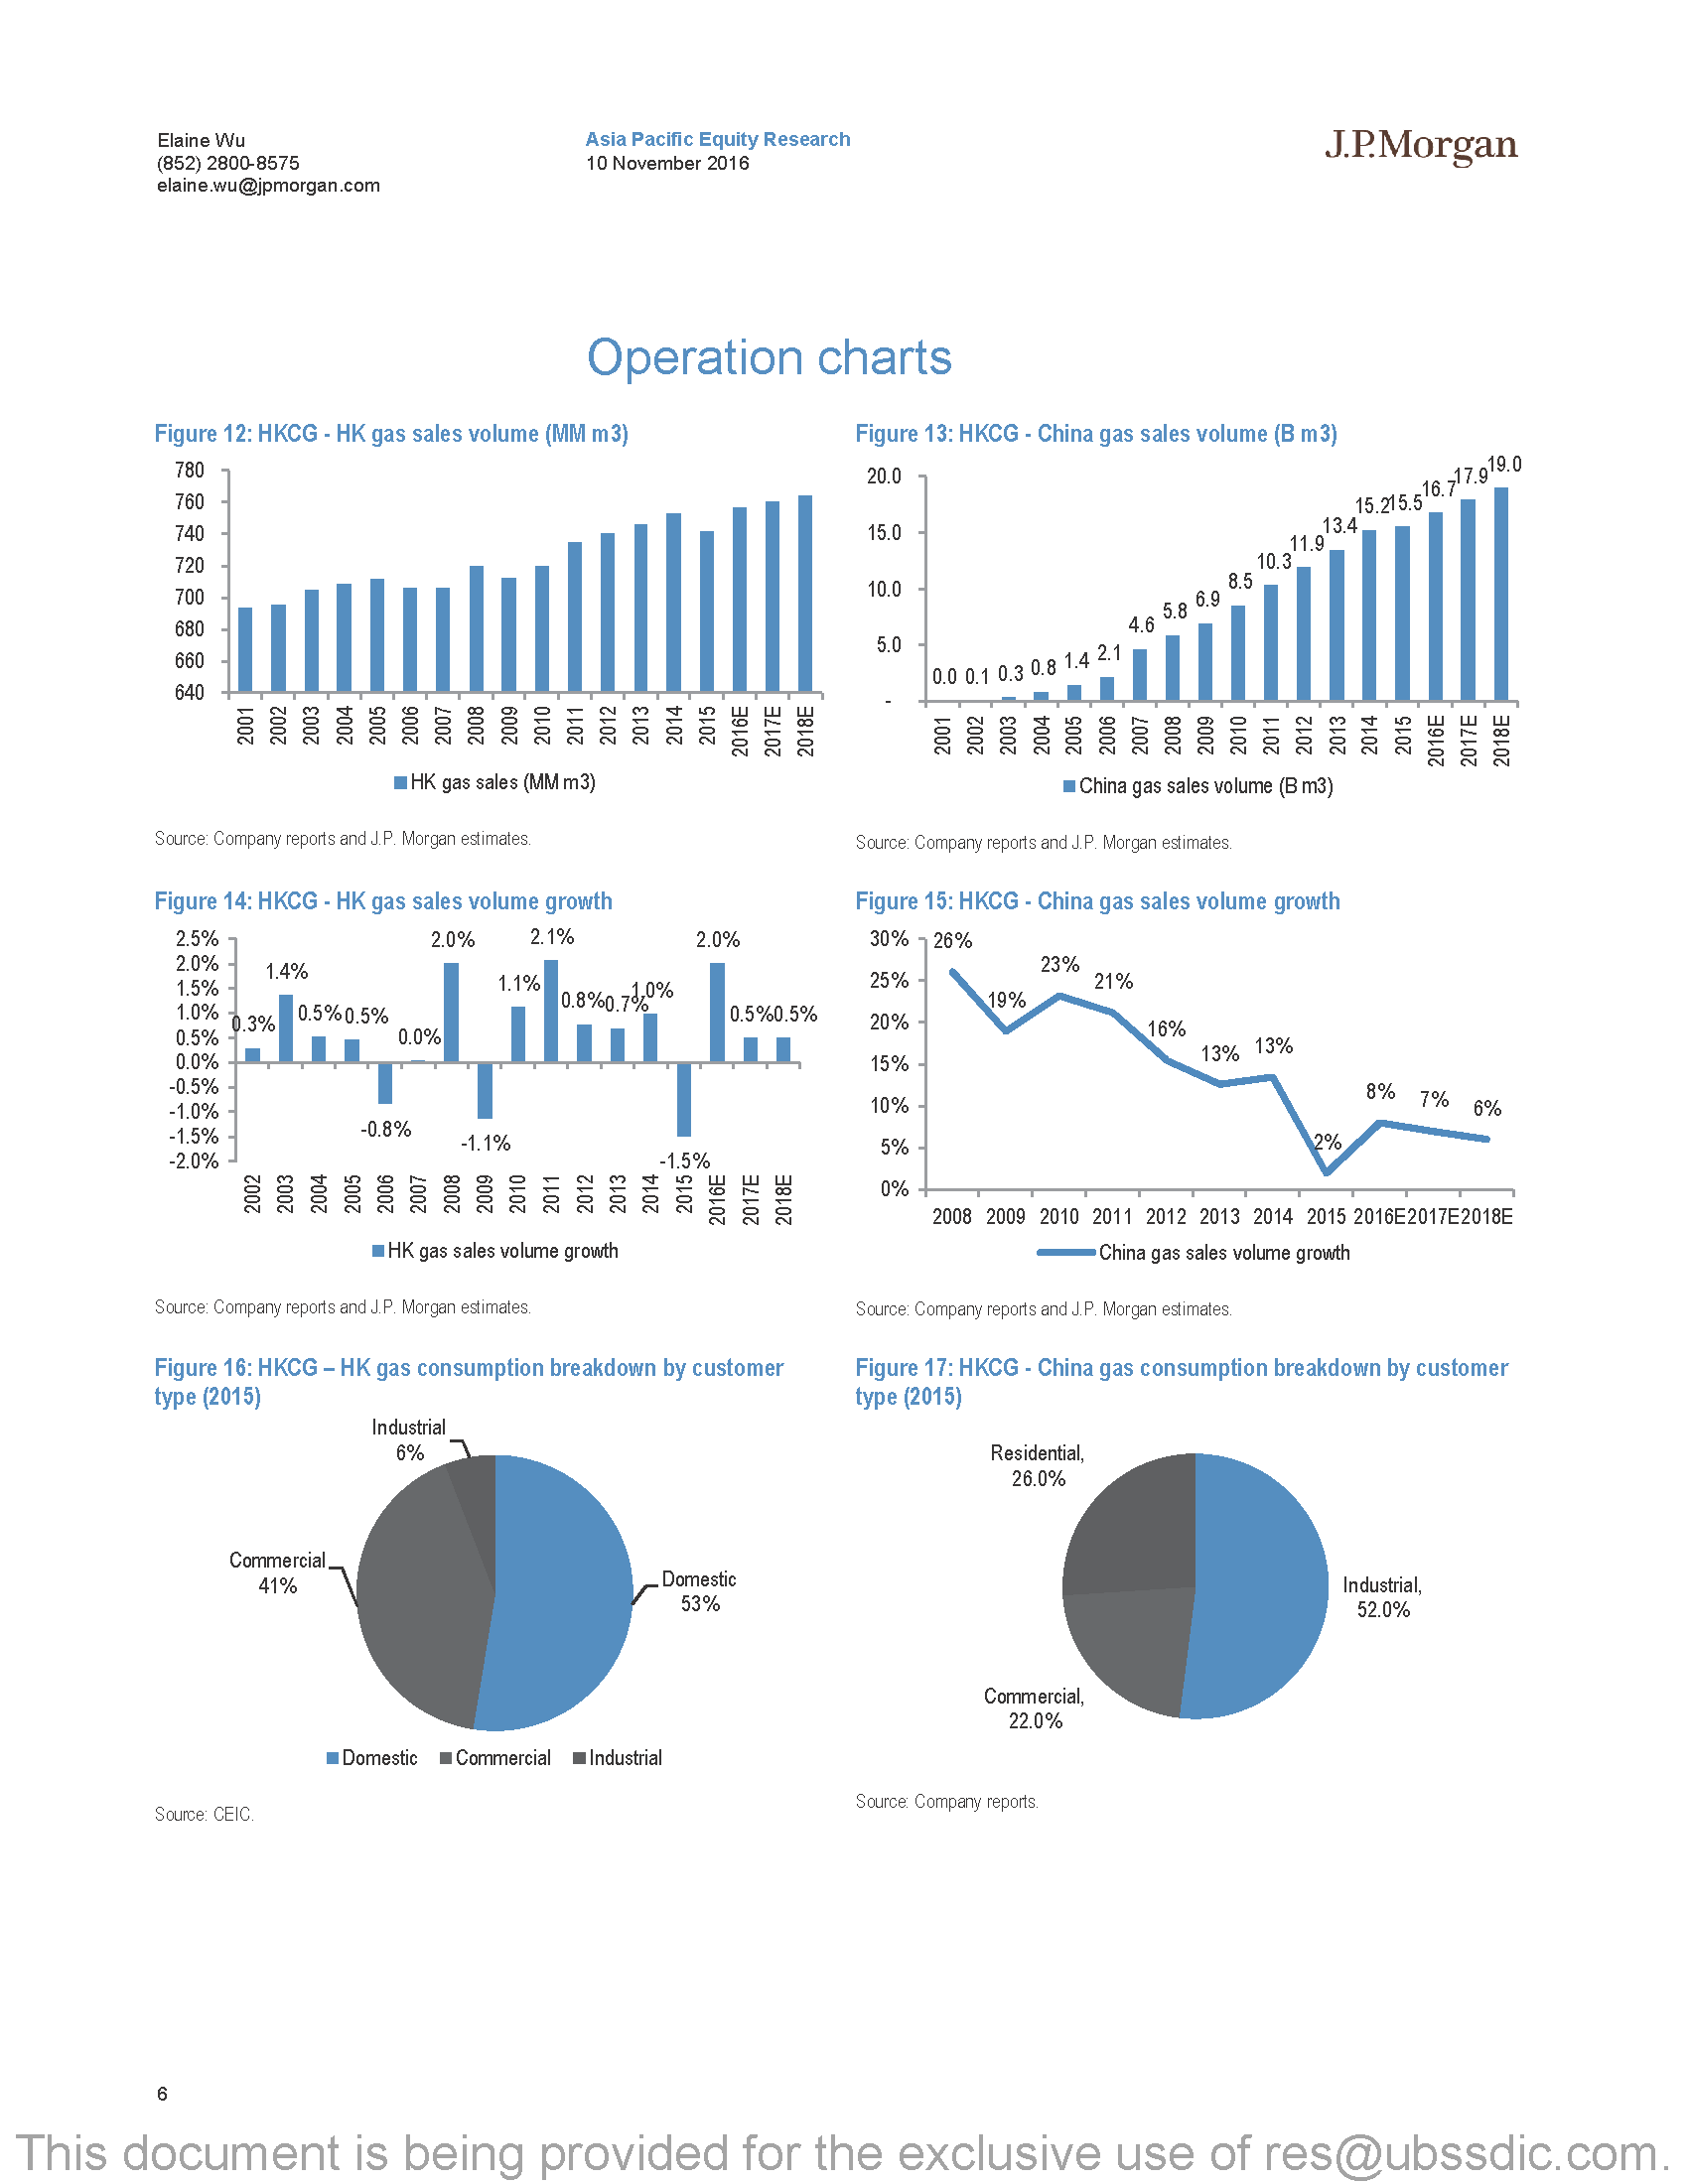 Elaine Wu
(852) 2800-8575
elaine.wu@jpmorgan.com
Asia Pacific Equity Research
10 November 2016
J.P.Morgan
Operation charts
Figure 12: HKCG - HK gas sales volume (MM m3)
780
760
740
720
700
680
660
640
2001 2002 2003 2004 2005 2006 2007 2008 2009 2010 2011 2012 2013 2014 2015 2016E 2017E 2018E
HK gas sales (MM m3)
Source: Company reports and J.P. Morgan estimates.
Figure 13: HKCG - China gas sales volume (B m3)
20.0
15.0
10.0
5.0
-
0.0 0.1 0.3 0.8 1.4 2.1 4.6 5.8 6.9 8.5 10.3 11.9 13.4 15.2 15.5 16.7 17.9 19.0
2001 2002 2003 2004 2005 2006 2007 2008 2009 2010 2011 2012 2013 2014 2015 2016E 2017E 2018E
China gas sales volume (B m3)
Source: Company reports and J.P. Morgan estimates.
Figure 14: HKCG - HK gas sales volume growth
2.5%
2.0%
1.5%
1.0%
0.5%
0.0%
-0.5%
-1.0%
-1.5%
-2.0%
0.3% 1.4% 0.5% 0.5% -0.8% 0.0% 2.0% -1.1% 1.1% 2.1% 0.8% 0.7% 1.0% -1.5% 2.0% 0.5% 0.5%
2002 2003 2004 2005 2006 2007 2008 2009 2010 2011 2012 2013 2014 2015 2016E 2017E 2018E
HK gas sales volume growth
Source: Company reports and J.P. Morgan estimates.
Figure 15: HKCG - China gas sales volume growth
30%
25%
20%
15%
10%
5%
0%
26% 19% 23% 21% 16% 13% 13% 2% 8% 7% 6%
2008 2009 2010 2011 2012 2013 2014 2015 2016E 2017E 2018E
China gas sales volume growth
Source: Company reports and J.P. Morgan estimates.
Figure 16: HKCG – HK gas consumption breakdown by customer
type (2015)
Industrial
6%
Commercial
41%
Domestic
53%
Domestic Commercial Industrial
Source: CEIC.
Figure 17: HKCG - China gas consumption breakdown by customer
type (2015)
Residential,
26.0%
Industrial,
52.0%
Commercial,
22.0%
Source: Company reports.
6
This document is being provided for the exclusive use of res@ubssdic.com.